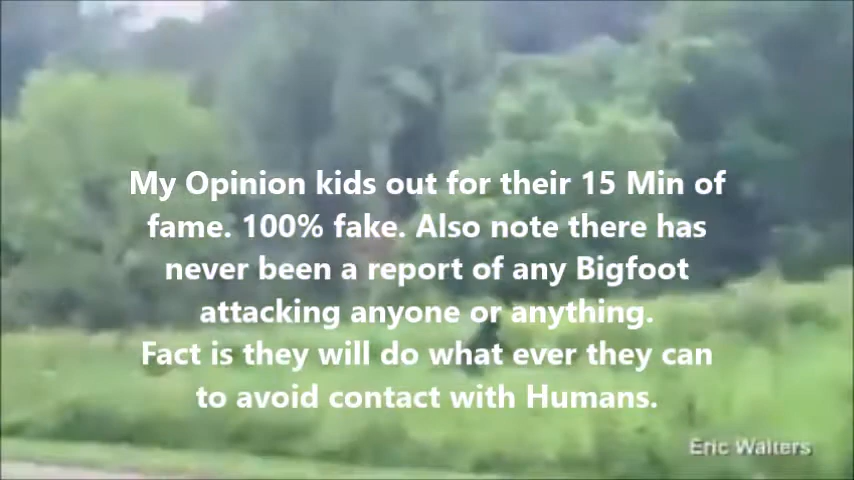 My Opinion kids out for their 15 Min of
fame. 100% fake. Also note there has
never been a report of any Bigfoot
attacking anyone or anything.
Fact is they will do what ever they can
to avoid contact with Humans.
Eric Walters